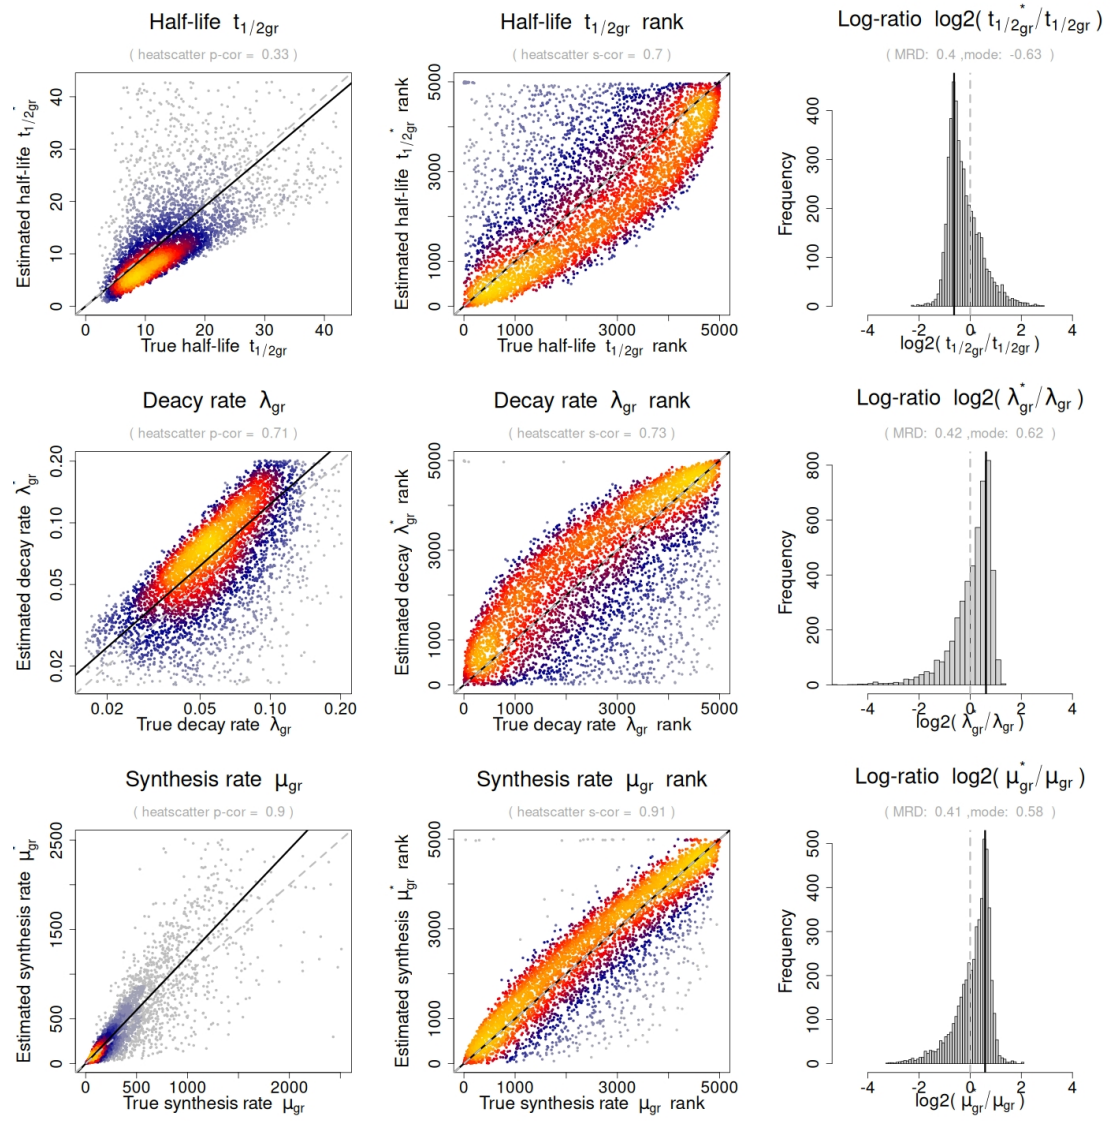 Half-life t1/2gr
( heatscatter p-cor = 0.33 )
Estimated half-life t1/2gr*
40
30
20
10
0
0 10 20 30 40
True half-life t1/2gr
Half-life t1/2gr rank
( heatscatter s-cor = 0.7 )
Estimated half-life t1/2gr* rank
5000
3000
1000
0
0 1000 3000 5000
True half-life t1/2gr rank
Log-ratio log2( t1/2gr*/t1/2gr )
( MRD: 0.4 ,mode: -0.63 )
Frequency
400
300
200
100
0
-4 -2 0 2 4
log2( t1/2gr/t1/2gr )
Deacy rate λgr
( heatscatter p-cor = 0.71 )
Estimated decay rate λgr*
0.20
0.10
0.05
0.02
0.02 0.05 0.10 0.20
True decay rate λgr
Decay rate λgr rank
( heatscatter s-cor = 0.73 )
Estimated decay λgr* rank
5000
3000
1000
0
0 1000 3000 5000
True decay rate λgr rank
Log-ratio log2( λgr*/λgr )
( MRD: 0.42 ,mode: 0.62 )
Frequency
800
600
400
200
0
-4 -2 0 2 4
log2( λgr/λgr )
Synthesis rate μgr
( heatscatter p-cor = 0.9 )
Estimated synthesis rate μgr*
2500
1500
500
0
0 500 1000 2000
True synthesis rate μgr
Synthesis rate μgr rank
( heatscatter s-cor = 0.91 )
Estimated synthesis μgr* rank
5000
3000
1000
0
0 1000 3000 5000
True synthesis rate μgr rank
Log-ratio log2( μgr*/μgr )
( MRD: 0.41 ,mode: 0.58 )
Frequency
500
400
300
200
100
0
-4 -2 0 2 4
log2( μgr/μgr )